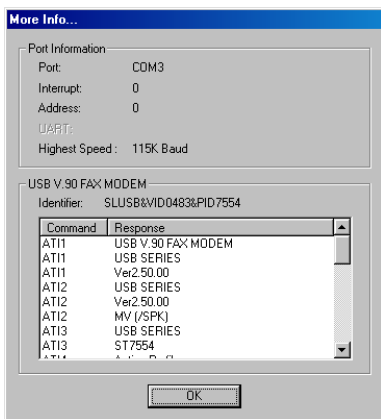 More Info...
Port Information
Port: COM3
Interrupt: 0
Address: 0
UART:
Highest Speed : 115K Baud
USB V.90 FAX MODEM
Identifier: SLUSB&VID0483&PID7554
Command Response
ATI1 USB V.90 FAX MODEM
ATI1 USB SERIES
ATI1 Ver2.50.00
ATI2 USB SERIES
ATI2 Ver2.50.00
ATI2 MV (/SPK)
ATI3 USB SERIES
ATI3 ST7554
OK